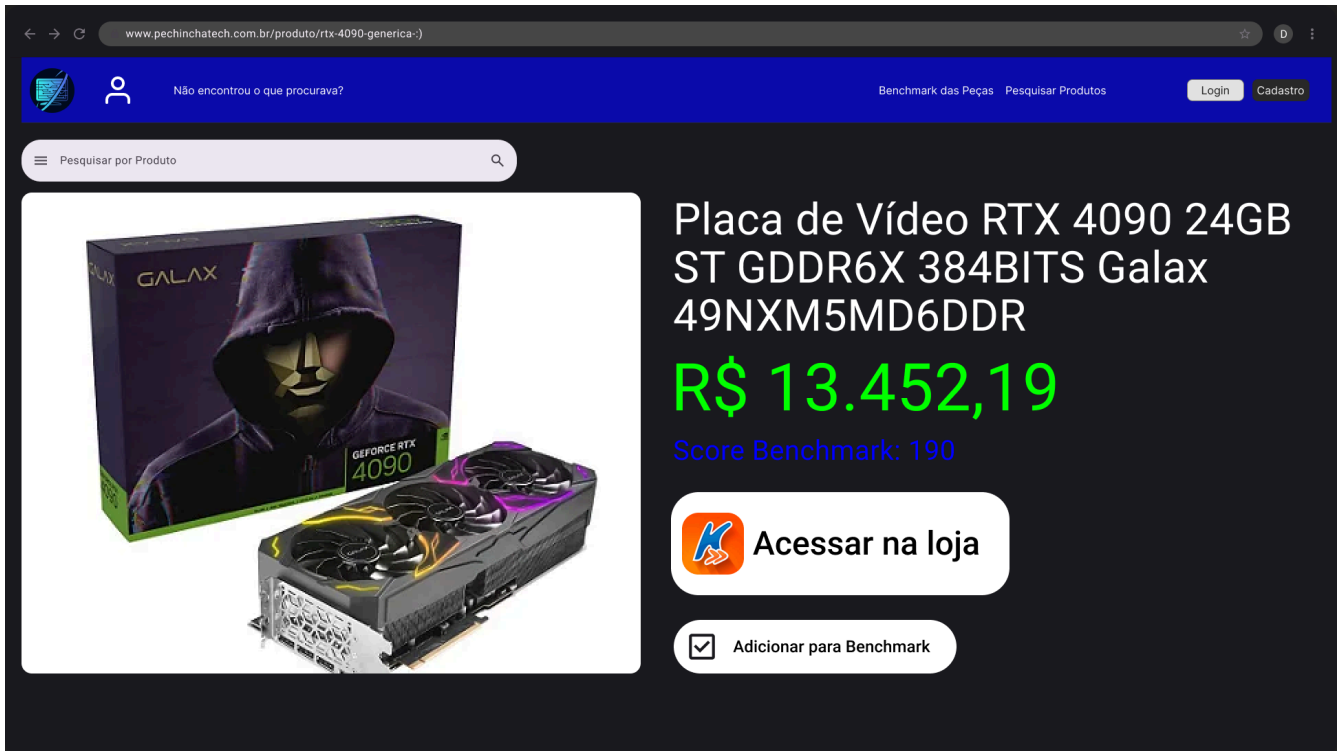 www.pechinchatech.com.br/produto/rtx-4090-generica-:)
D
Não encontrou o que procurava?
Benchmark das Peças
Pesquisar Produtos
Login
Cadastro
Pesquisar por Produto
GALAX
GALAX
GEFORCE RTX
4090
4090
Placa de Vídeo RTX 4090 24GB
ST GDDR6X 384BITS Galax
49NXM5MD6DDR
R$ 13.452,19
Score Benchmark: 190
Acessar na loja
Adicionar para Benchmark